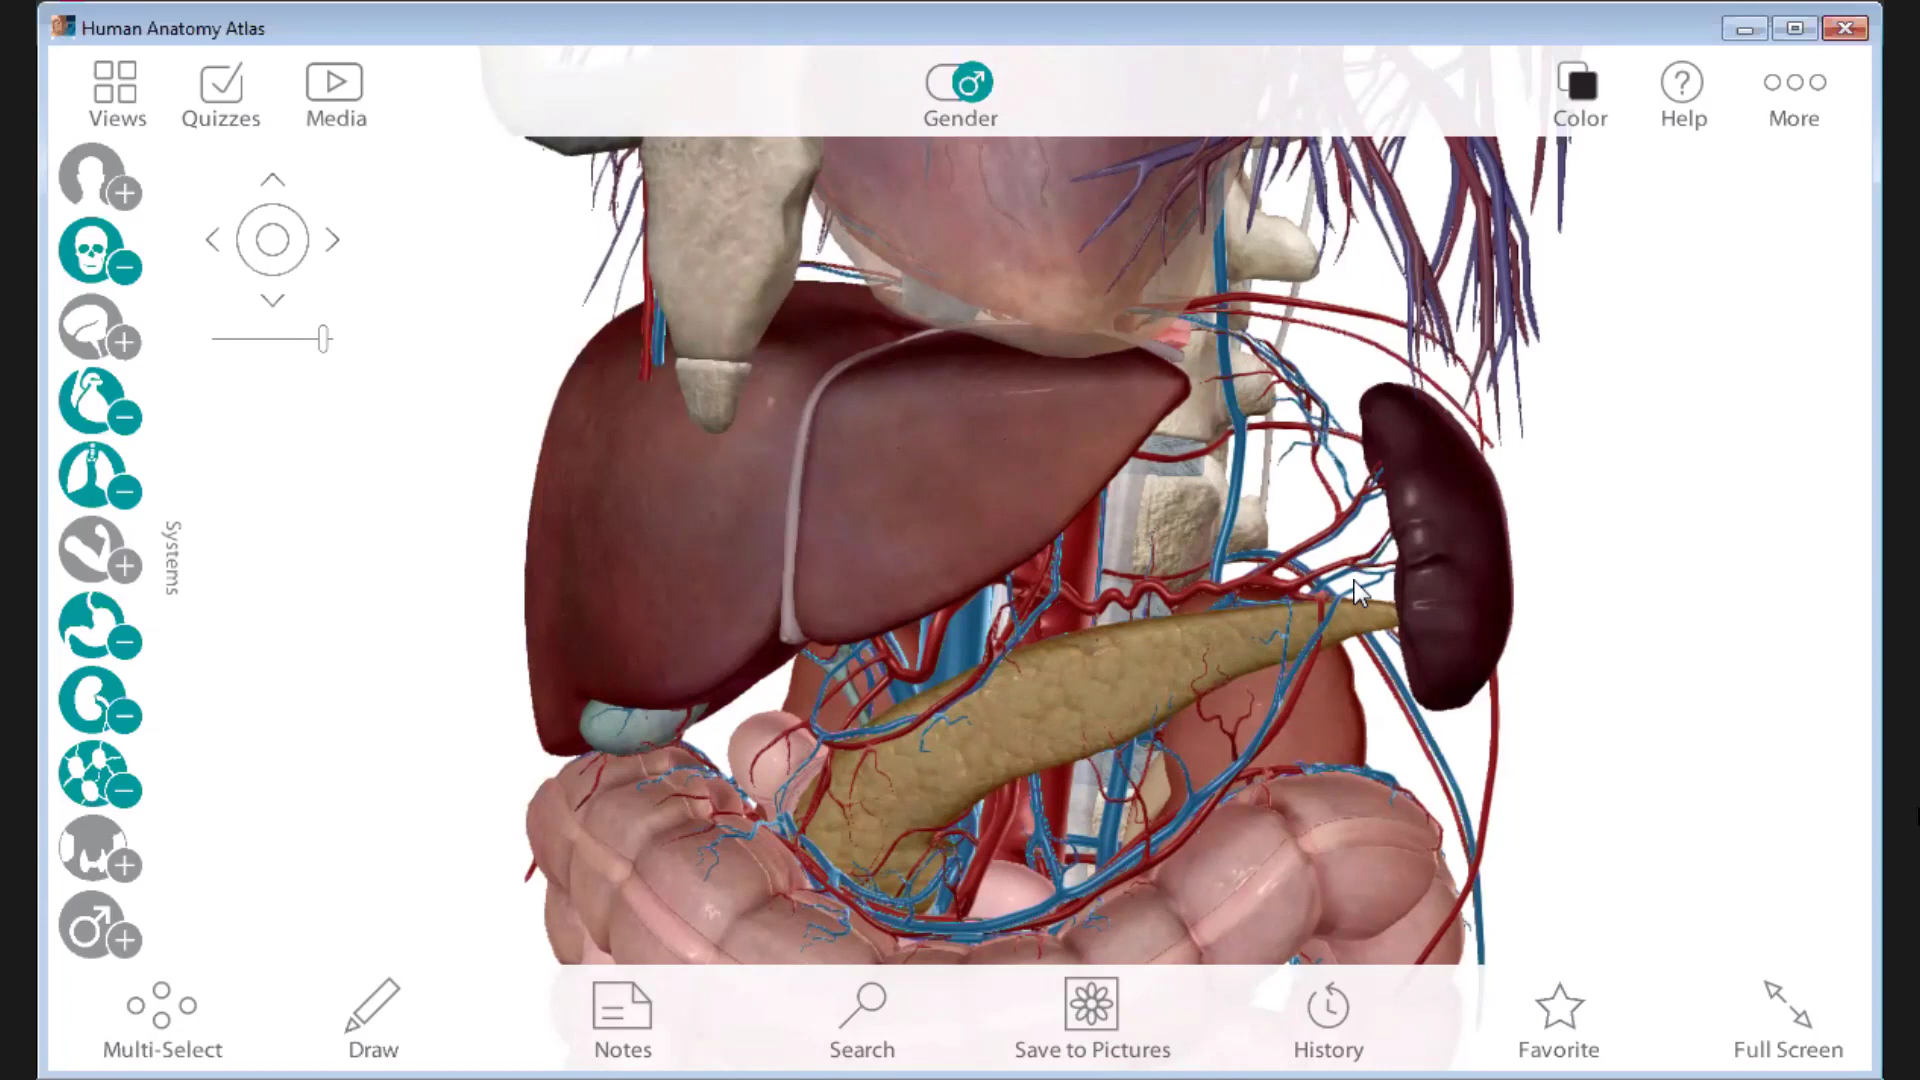 Human Anatomy Atlas
Views
Quizzes
Media
Gender
Color
Help
More
Systems
Multi-Select
Draw
Notes
Search
Save to Pictures
History
Favorite
Full Screen